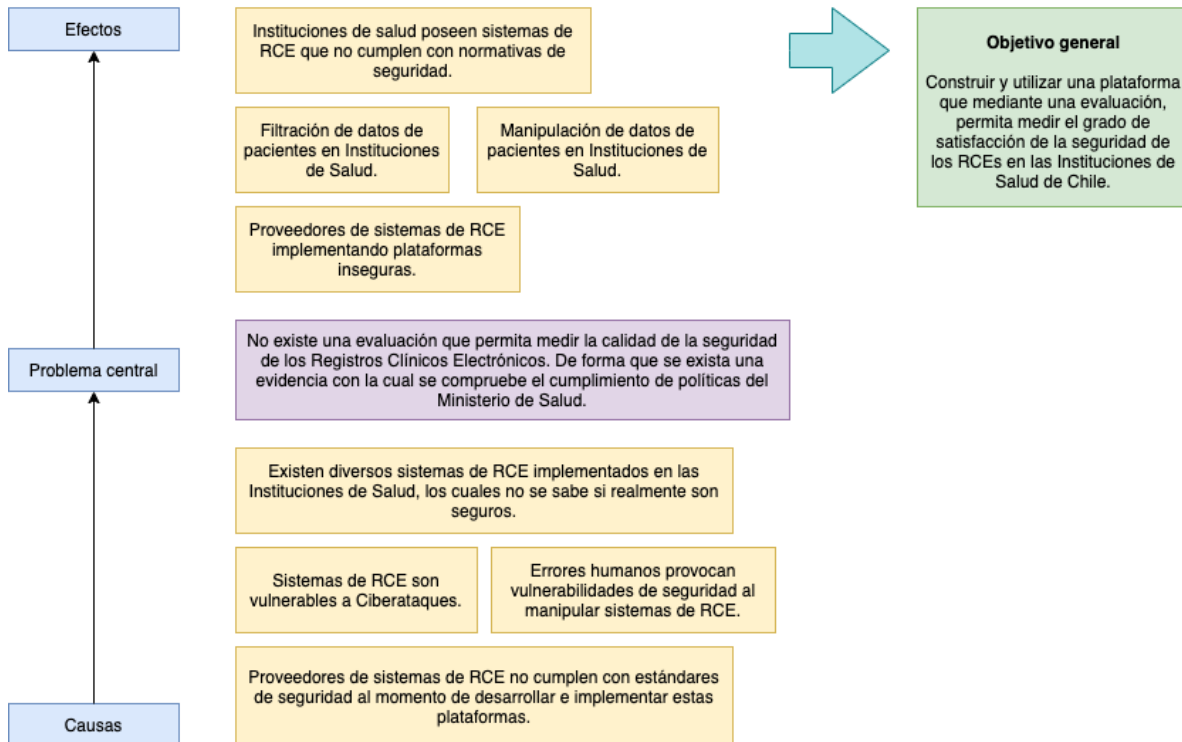 Efectos
Instituciones de salud poseen sistemas de
RCE que no cumplen con normativas de
seguridad.
Objetivo general
Construir y utilizar una plataforma
que mediante una evaluación,
permita medir el grado de
satisfacción de la seguridad de
los RCEs en las Instituciones de
Salud de Chile.
Filtración de datos de
pacientes en Instituciones
de Salud.
Manipulación de datos de
pacientes en Instituciones de
Salud.
Proveedores de sistemas de RCE
implementando plataformas
inseguras.
Problema central
No existe una evaluación que permita medir la calidad de la seguridad
de los Registros Clínicos Electrónicos. De forma que se exista una
evidencia con la cual se compruebe el cumplimiento de políticas del
Ministerio de Salud.
Existen diversos sistemas de RCE implementados en las
Instituciones de Salud, los cuales no se sabe si realmente son
seguros.
Sistemas de RCE son
vulnerables a Ciberataques.
Errores humanos provocan
vulnerabilidades de seguridad al
manipular sistemas de RCE.
Proveedores de sistemas de RCE no cumplen con estándares
de seguridad al momento de desarrollar e implementar estas
plataformas.
Causas